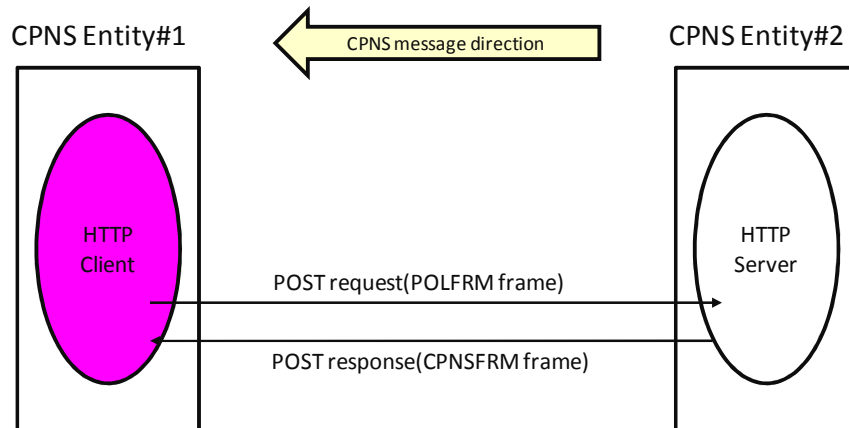 CPNS Entity#1
CPNS message direction
CPNS Entity#2
HTTP
Client
HTTP
Server
POST request(POLFRM frame)
POST response(CPNSFRM frame)